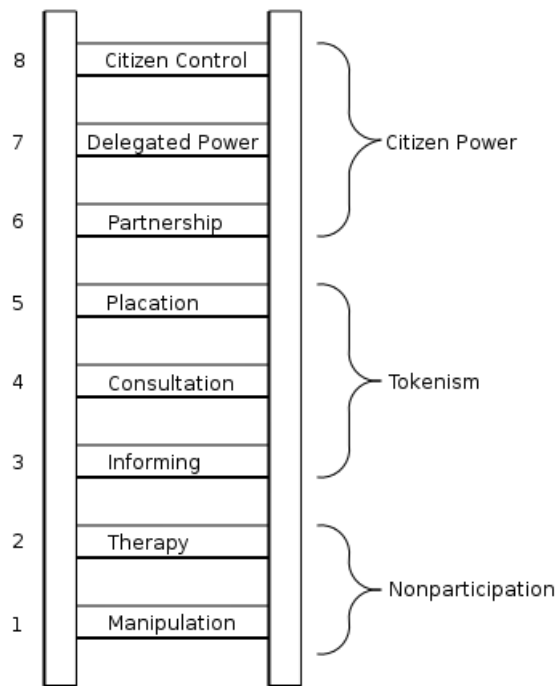 8 Citizen Control
7 Delegated Power
Citizen Power
6 Partnership
5 Placation
4 Consultation
Tokenism
3 Informing
2 Therapy
Nonparticipation
1 Manipulation